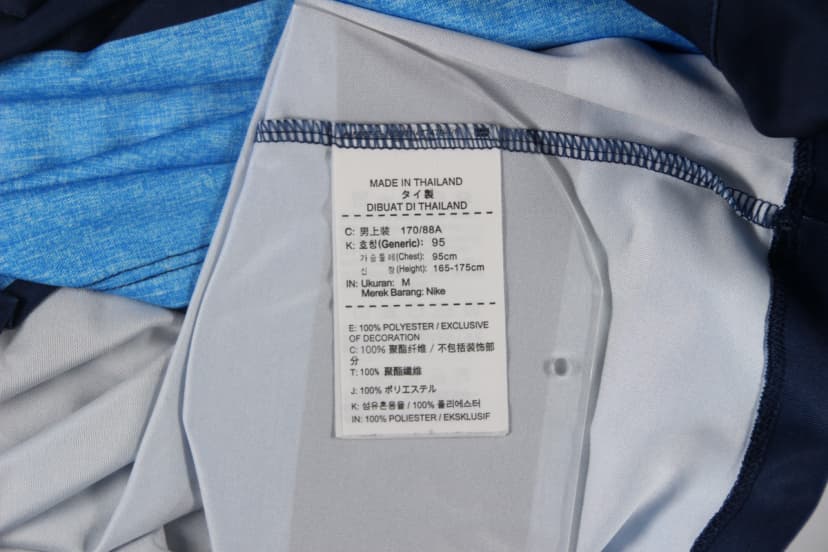 MADE IN THAILAND
タイ製
DIBUAT DI THAILAND
C: 男上装 170/88A
K: 호칭(Generic): 95
가슴둘레(Chest): 95cm
신 장(Height): 165-175cm
IN: Ukuran: M
Merek Barang: Nike
E: 100% POLYESTER / EXCLUSIVE
OF DECORATION
C: 100% 聚酯纤维 / 不包括装饰部
分
T: 100% 聚酯纖維
J: 100% ポリエステル
K: 섬유혼용율 / 100% 폴리에스터
IN: 100% POLIESTER / EKSKLUSIF